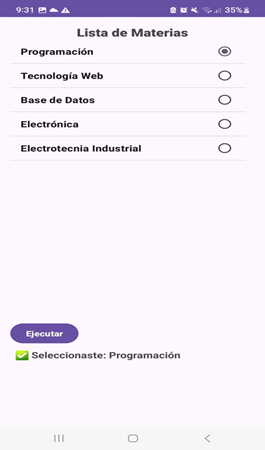 9:31
35%
Lista de Materias
Programación
Tecnología Web
Base de Datos
Electrónica
Electrotecnia Industrial
Ejecutar
✅ Seleccionaste: Programación